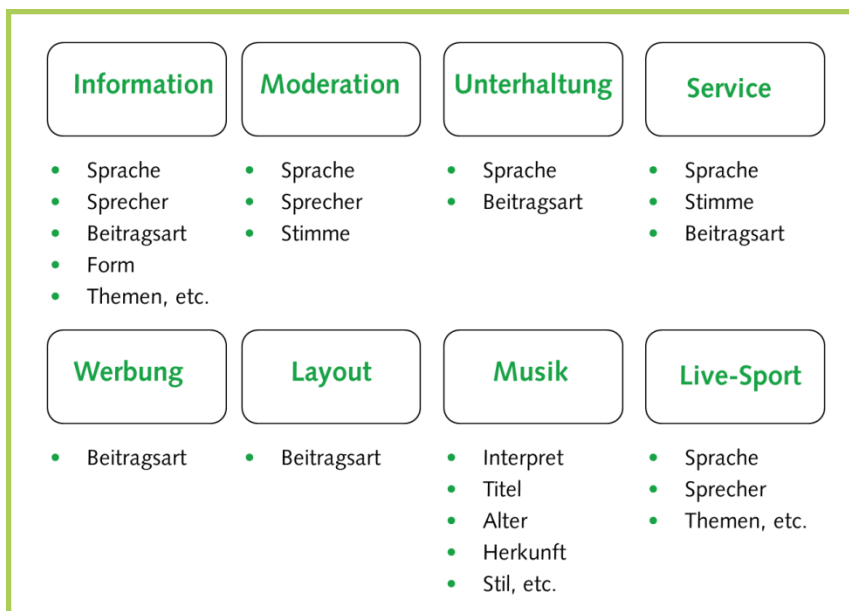 Information
Sprache
Sprecher
Beitragsart
Form
Themen, etc.
Moderation
Sprache
Sprecher
Stimme
Unterhaltung
Sprache
Beitragsart
Service
Sprache
Stimme
Beitragsart
Werbung
Beitragsart
Layout
Beitragsart
Musik
Interpret
Titel
Alter
Herkunft
Stil, etc.
Live-Sport
Sprache
Sprecher
Themen, etc.